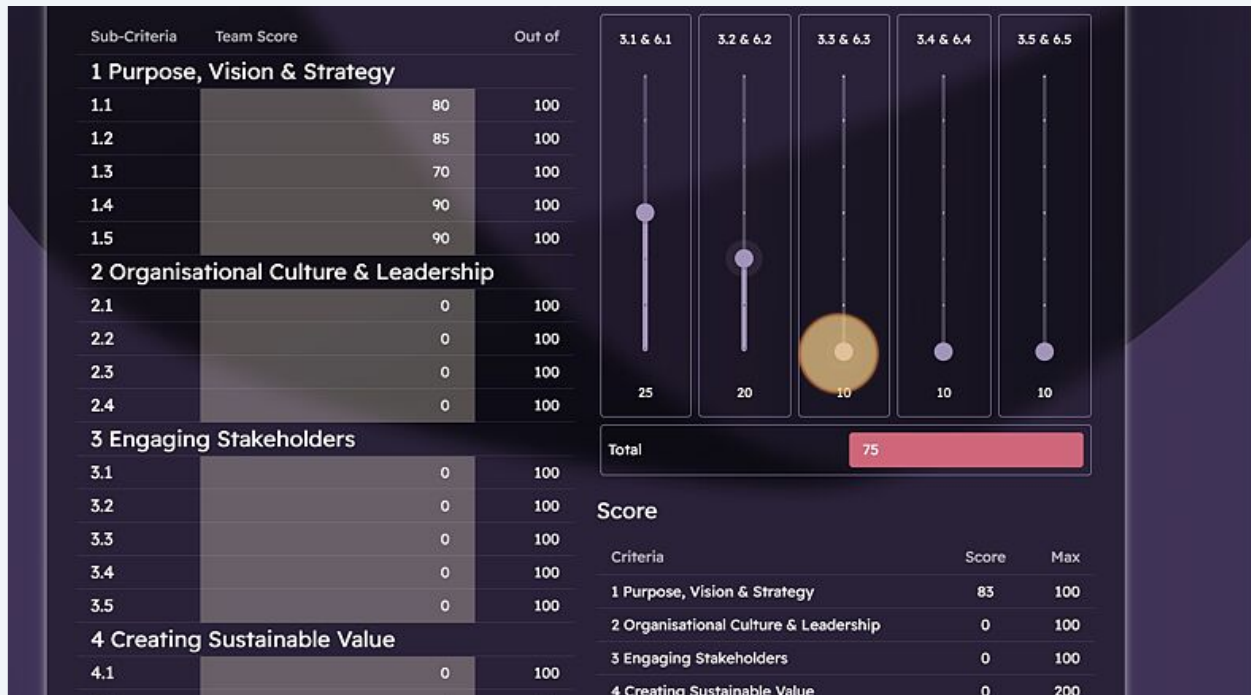 Sub-Criteria Team Score Out of
1 Purpose, Vision & Strategy
1.1 80 100
1.2 85 100
1.3 70 100
1.4 90 100
1.5 90 100
2 Organisational Culture & Leadership
2.1 0 100
2.2 0 100
2.3 0 100
2.4 0 100
3 Engaging Stakeholders
3.1 0 100
3.2 0 100
3.3 0 100
3.4 0 100
3.5 0 100
4 Creating Sustainable Value
4.1 0 100
3.1 & 6.1 3.2 & 6.2 3.3 & 6.3 3.4 & 6.4 3.5 & 6.5
25 20 10 10 10
Total 75
Score
Criteria Score Max
1 Purpose, Vision & Strategy 83 100
2 Organisational Culture & Leadership 0 100
3 Engaging Stakeholders 0 100
4 Creating Sustainable Value 0 200